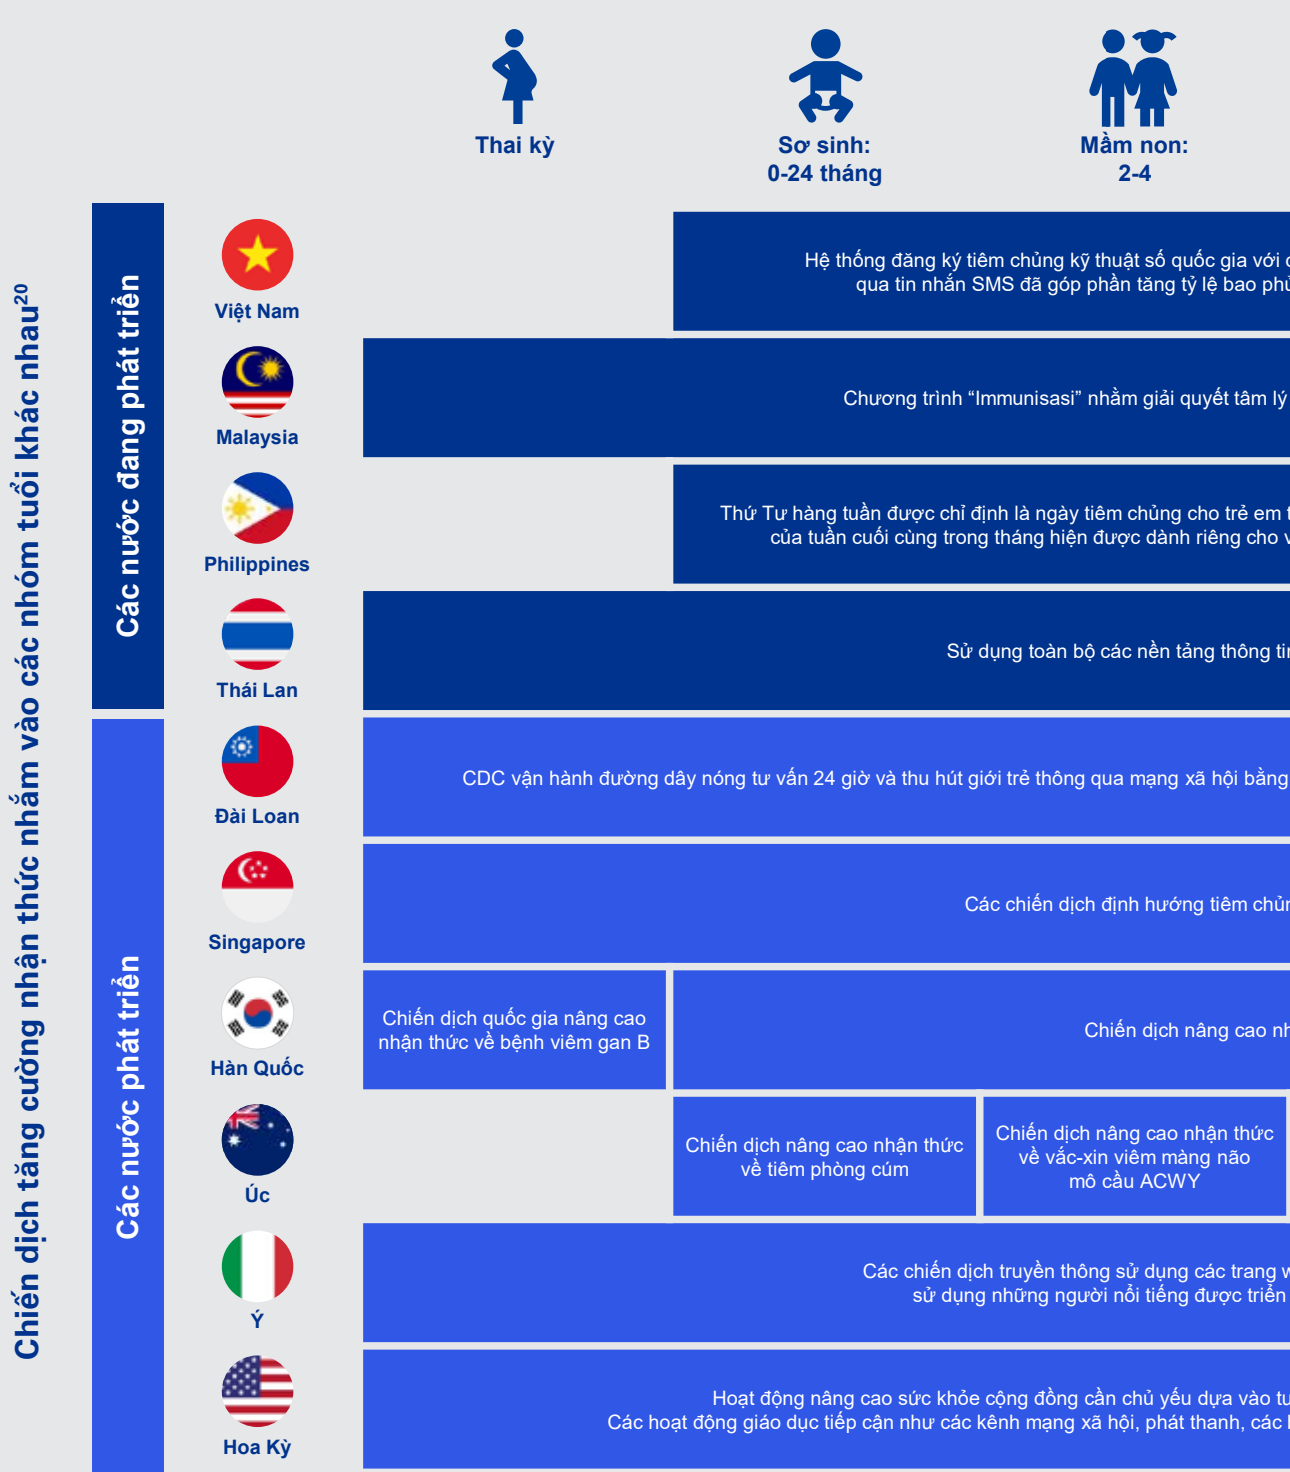 Chiến dịch tăng cường nhận thức nhắm vào các nhóm tuổi khác nhau20
Thai kỳ
Sơ sinh:
0-24 tháng
Mầm non:
2-4
Các nước đang phát triển
Việt Nam
Hệ thống đăng ký tiêm chủng kỹ thuật số quốc gia với
qua tin nhắn SMS đã góp phần tăng tỷ lệ bao phủ
Malaysia
Chương trình “Immunisasi” nhằm giải quyết tâm lý
Philippines
Thứ Tư hàng tuần được chỉ định là ngày tiêm chủng cho trẻ em
của tuần cuối cùng trong tháng hiện được dành riêng cho
Thái Lan
Sử dụng toàn bộ các nền tảng thông
Các nước phát triển
Đài Loan
CDC vận hành đường dây nóng tư vấn 24 giờ và thu hút giới trẻ thông qua mạng xã hội bằng
Singapore
Các chiến dịch định hướng tiêm
Hàn Quốc
Chiến dịch quốc gia nâng cao
nhận thức về bệnh viêm gan B
Chiến dịch nâng cao
Úc
Chiến dịch nâng cao nhận thức
về tiêm phòng cúm
Chiến dịch nâng cao nhận thức
về vắc-xin viêm màng não
mô cầu ACWY
Ý
Các chiến dịch truyền thông sử dụng các trang
sử dụng những người nổi tiếng được triển
Hoa Kỳ
Hoạt động nâng cao sức khỏe cộng đồng cần chủ yếu dựa vào
Các hoạt động giáo dục tiếp cận như các kênh mạng xã hội, phát thanh, các